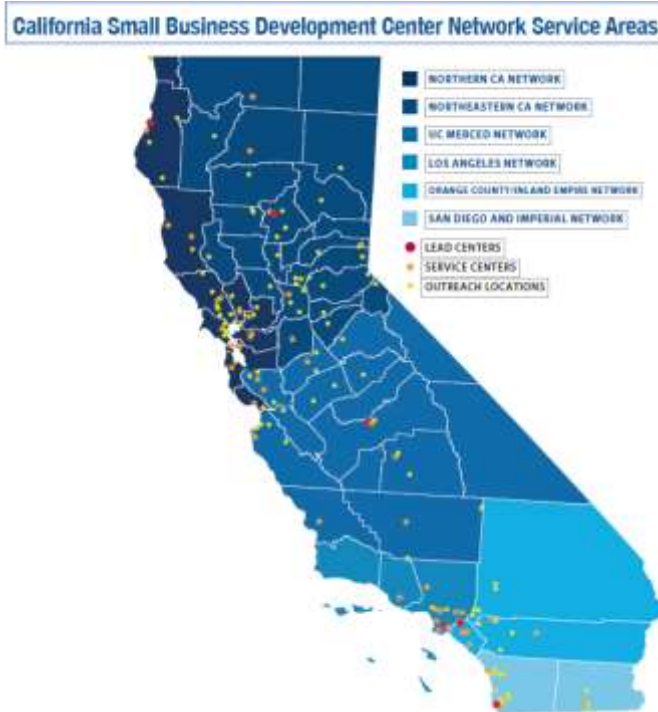 California Small Business Development Center Network Service Areas
NORTHERN CA NETWORK
NORTHEASTERN CA NETWORK
UC MERCED NETWORK
LOS ANGELES NETWORK
ORANGE COUNTY/INLAND EMPIRE NETWORK
SAN DIEGO AND IMPERIAL NETWORK
LEAD CENTERS
SERVICE CENTERS
OUTREACH LOCATIONS